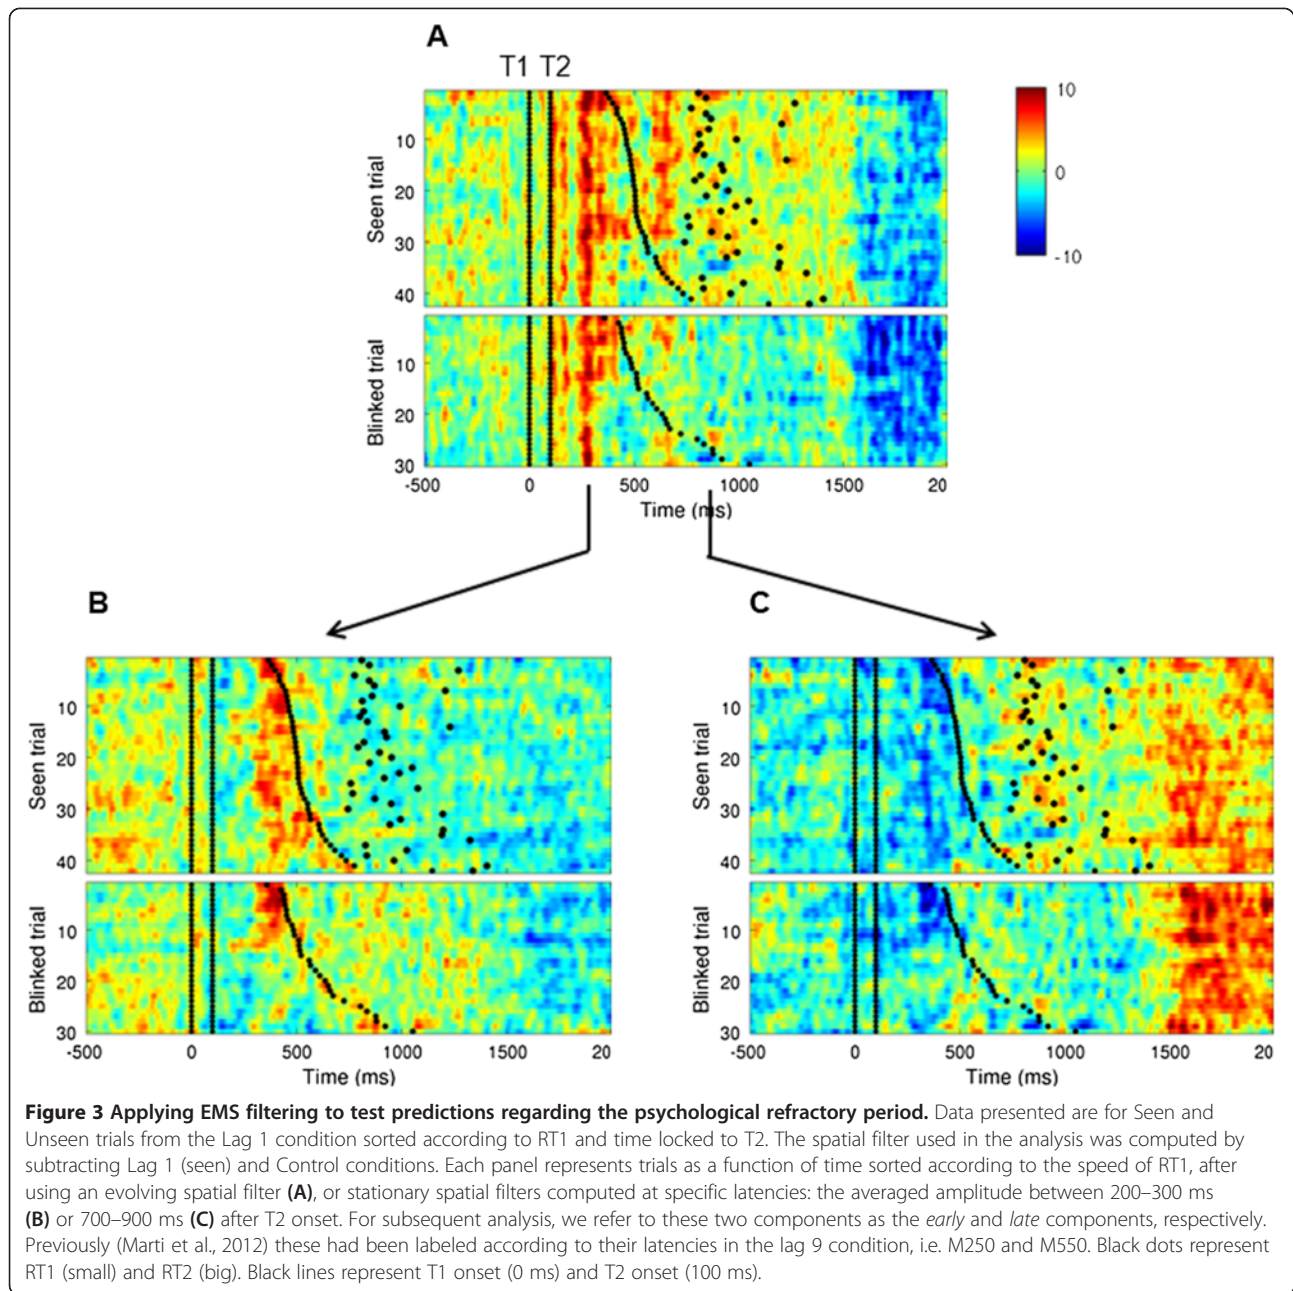 A
T1 T2
10
0
-10
Seen trial
10
20
30
40
Blinked trial
10
20
30
-500 0 500 1000 1500 20
Time (ms)
B
Seen trial
10
20
30
40
Blinked trial
10
20
30
-500 0 500 1000 1500 20
Time (ms)
C
Seen trial
10
20
30
40
Blinked trial
10
20
30
-500 0 500 1000 1500 20
Time (ms)
Figure 3 Applying EMS filtering to test predictions regarding the psychological refractory period. Data presented are for Seen and
Unseen trials from the Lag 1 condition sorted according to RT1 and time locked to T2. The spatial filter used in the analysis was computed by
subtracting Lag 1 (seen) and Control conditions. Each panel represents trials as a function of time sorted according to the speed of RT1, after
using an evolving spatial filter (A), or stationary spatial filters computed at specific latencies: the averaged amplitude between 200–300 ms
(B) or 700–900 ms (C) after T2 onset. For subsequent analysis, we refer to these two components as the early and late components, respectively.
Previously (Marti et al., 2012) these had been labeled according to their latencies in the lag 9 condition, i.e. M250 and M550. Black dots represent
RT1 (small) and RT2 (big). Black lines represent T1 onset (0 ms) and T2 onset (100 ms).